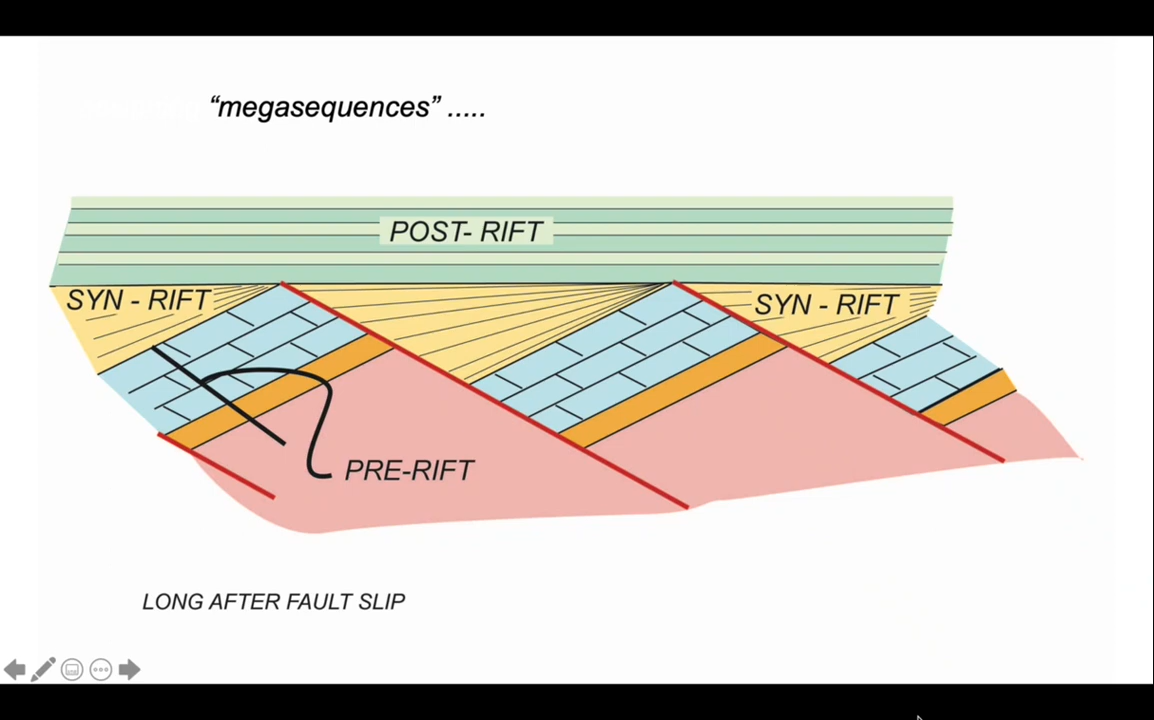 “megasequences” .....
POST- RIFT
SYN - RIFT
SYN - RIFT
PRE-RIFT
LONG AFTER FAULT SLIP